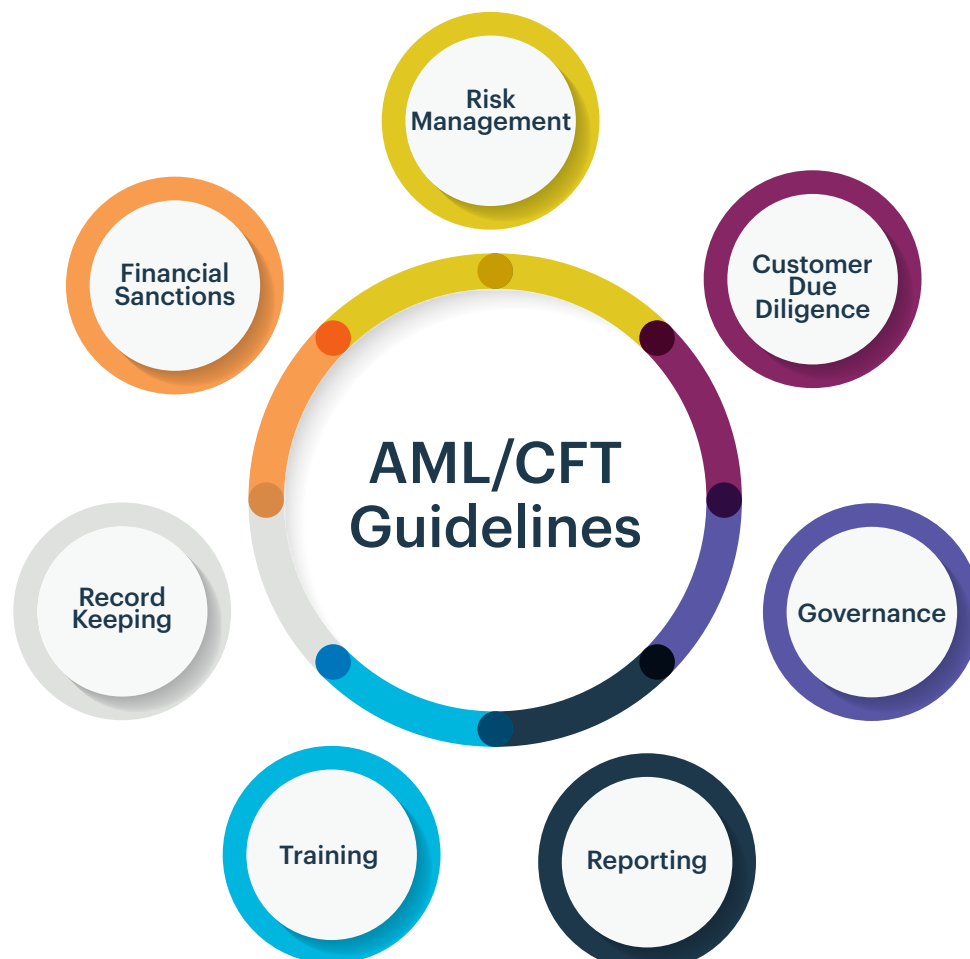 Risk
Management
Financial
Sanctions
Customer
Due
Diligence
AML/CFT
Guidelines
Record
Keeping
Governance
Training
Reporting